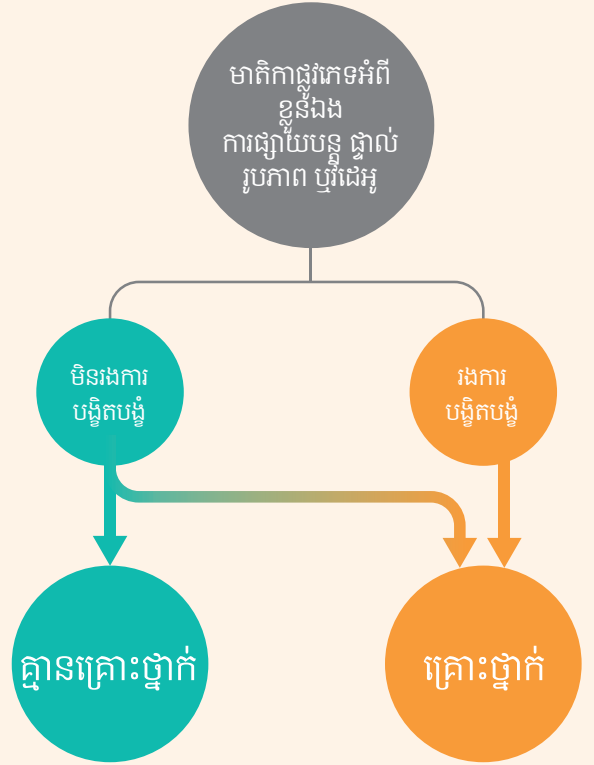 មាតិកាផ្លូវភេទអំពី
ខ្លួនឯង
ការផ្សាយបន្ត ផ្ទាល់
រូបភាព ឬវីដេអូ
មិនរងការ
បង្ខិតបង្ខំ
រងការ
បង្ខិតបង្ខំ
គ្មានគ្រោះថ្នាក់
គ្រោះថ្នាក់